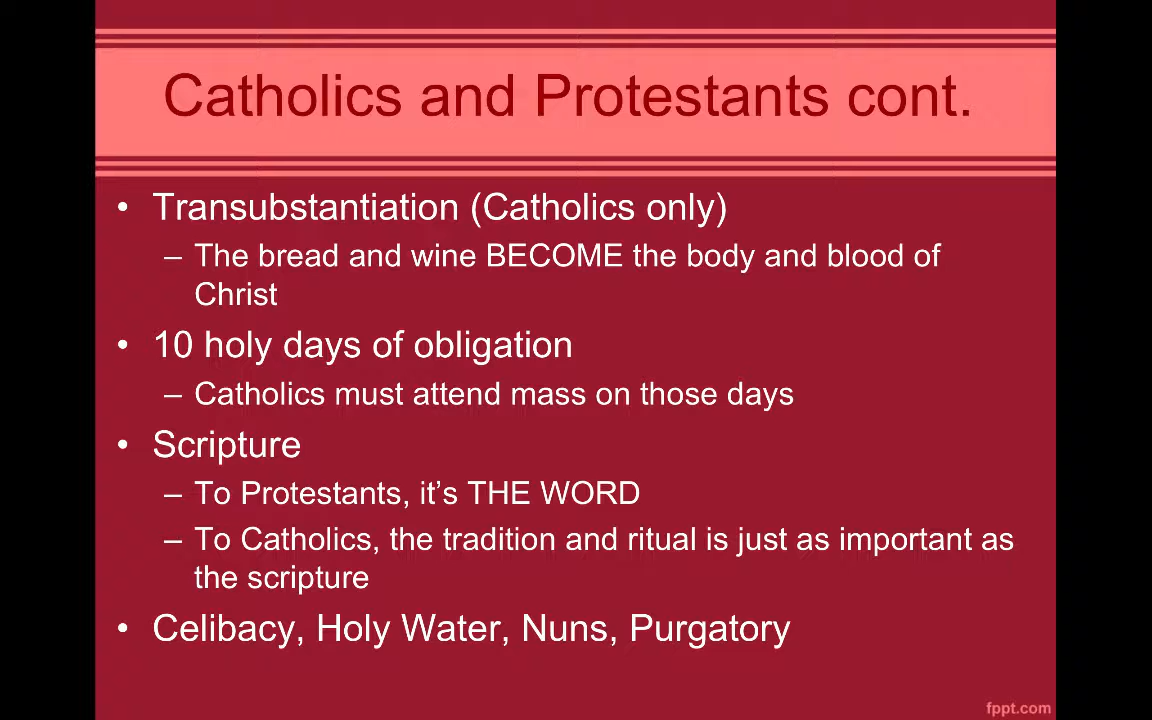 Catholics and Protestants cont.
• Transubstantiation (Catholics only)
– The bread and wine BECOME the body and blood of
Christ
• 10 holy days of obligation
– Catholics must attend mass on those days
• Scripture
– To Protestants, it’s THE WORD
– To Catholics, the tradition and ritual is just as important as
the scripture
• Celibacy, Holy Water, Nuns, Purgatory
fppt.com